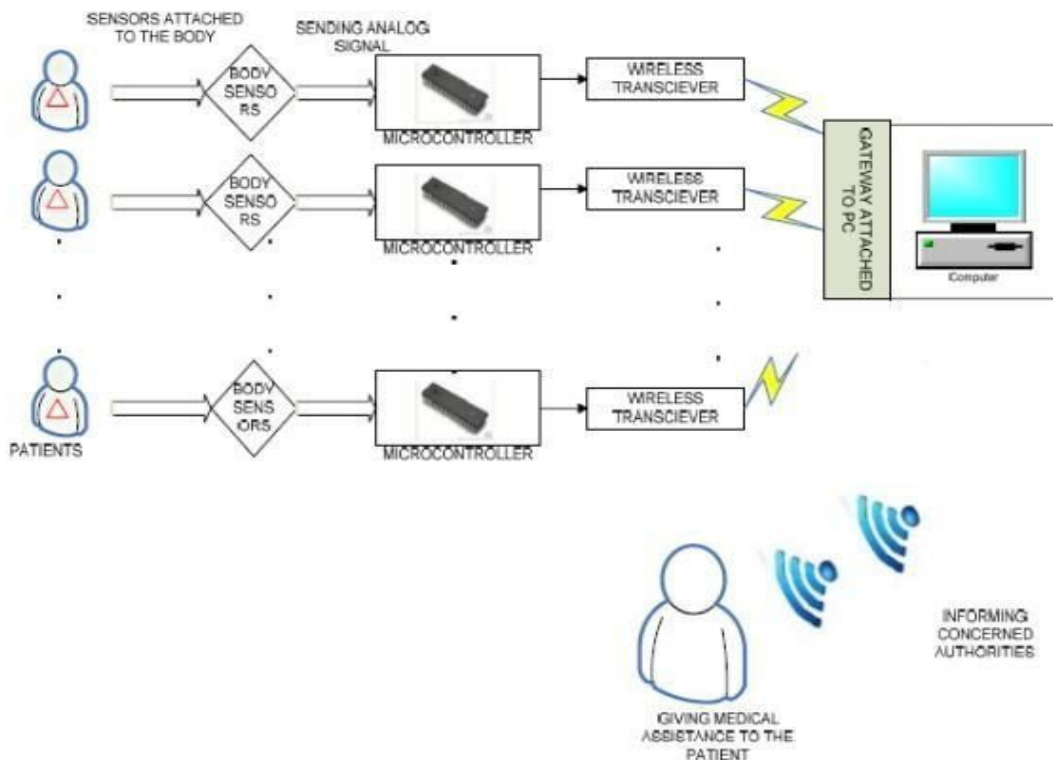 SENSORS ATTACHED
TO THE BODY
SENDING ANALOG
SIGNAL
BODY
SENSO
RS
MICROCONTROLLER
WIRELESS
TRANSCIEVER
BODY
SENSO
RS
MICROCONTROLLER
WIRELESS
TRANSCIEVER
GATEWAY ATTACHED
TO PC
Computer
PATIENTS
BODY
SENS
ORS
MICROCONTROLLER
WIRELESS
TRANSCIEVER
INFORMING
CONCERNED
AUTHORITIES
GIVING MEDICAL
ASSISTANCE TO THE
PATIENT